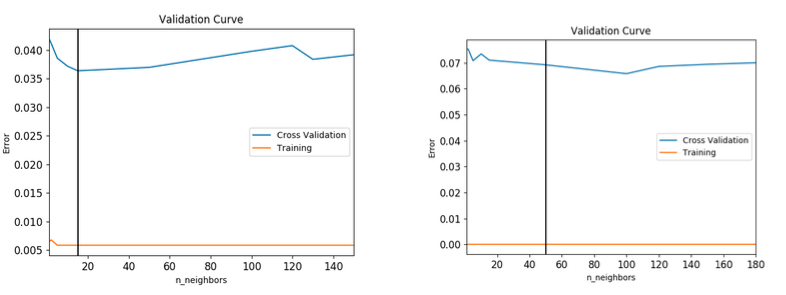 Validation Curve
0.040
0.035
0.030
0.025
0.020
0.015
0.010
0.005
Error
Cross Validation
Training
20 40 60 80 100 120 140
n_neighbors
Validation Curve
0.07
0.06
0.05
0.04
0.03
0.02
0.01
0.00
Error
Cross Validation
Training
20 40 60 80 100 120 140 160 180
n_neighbors